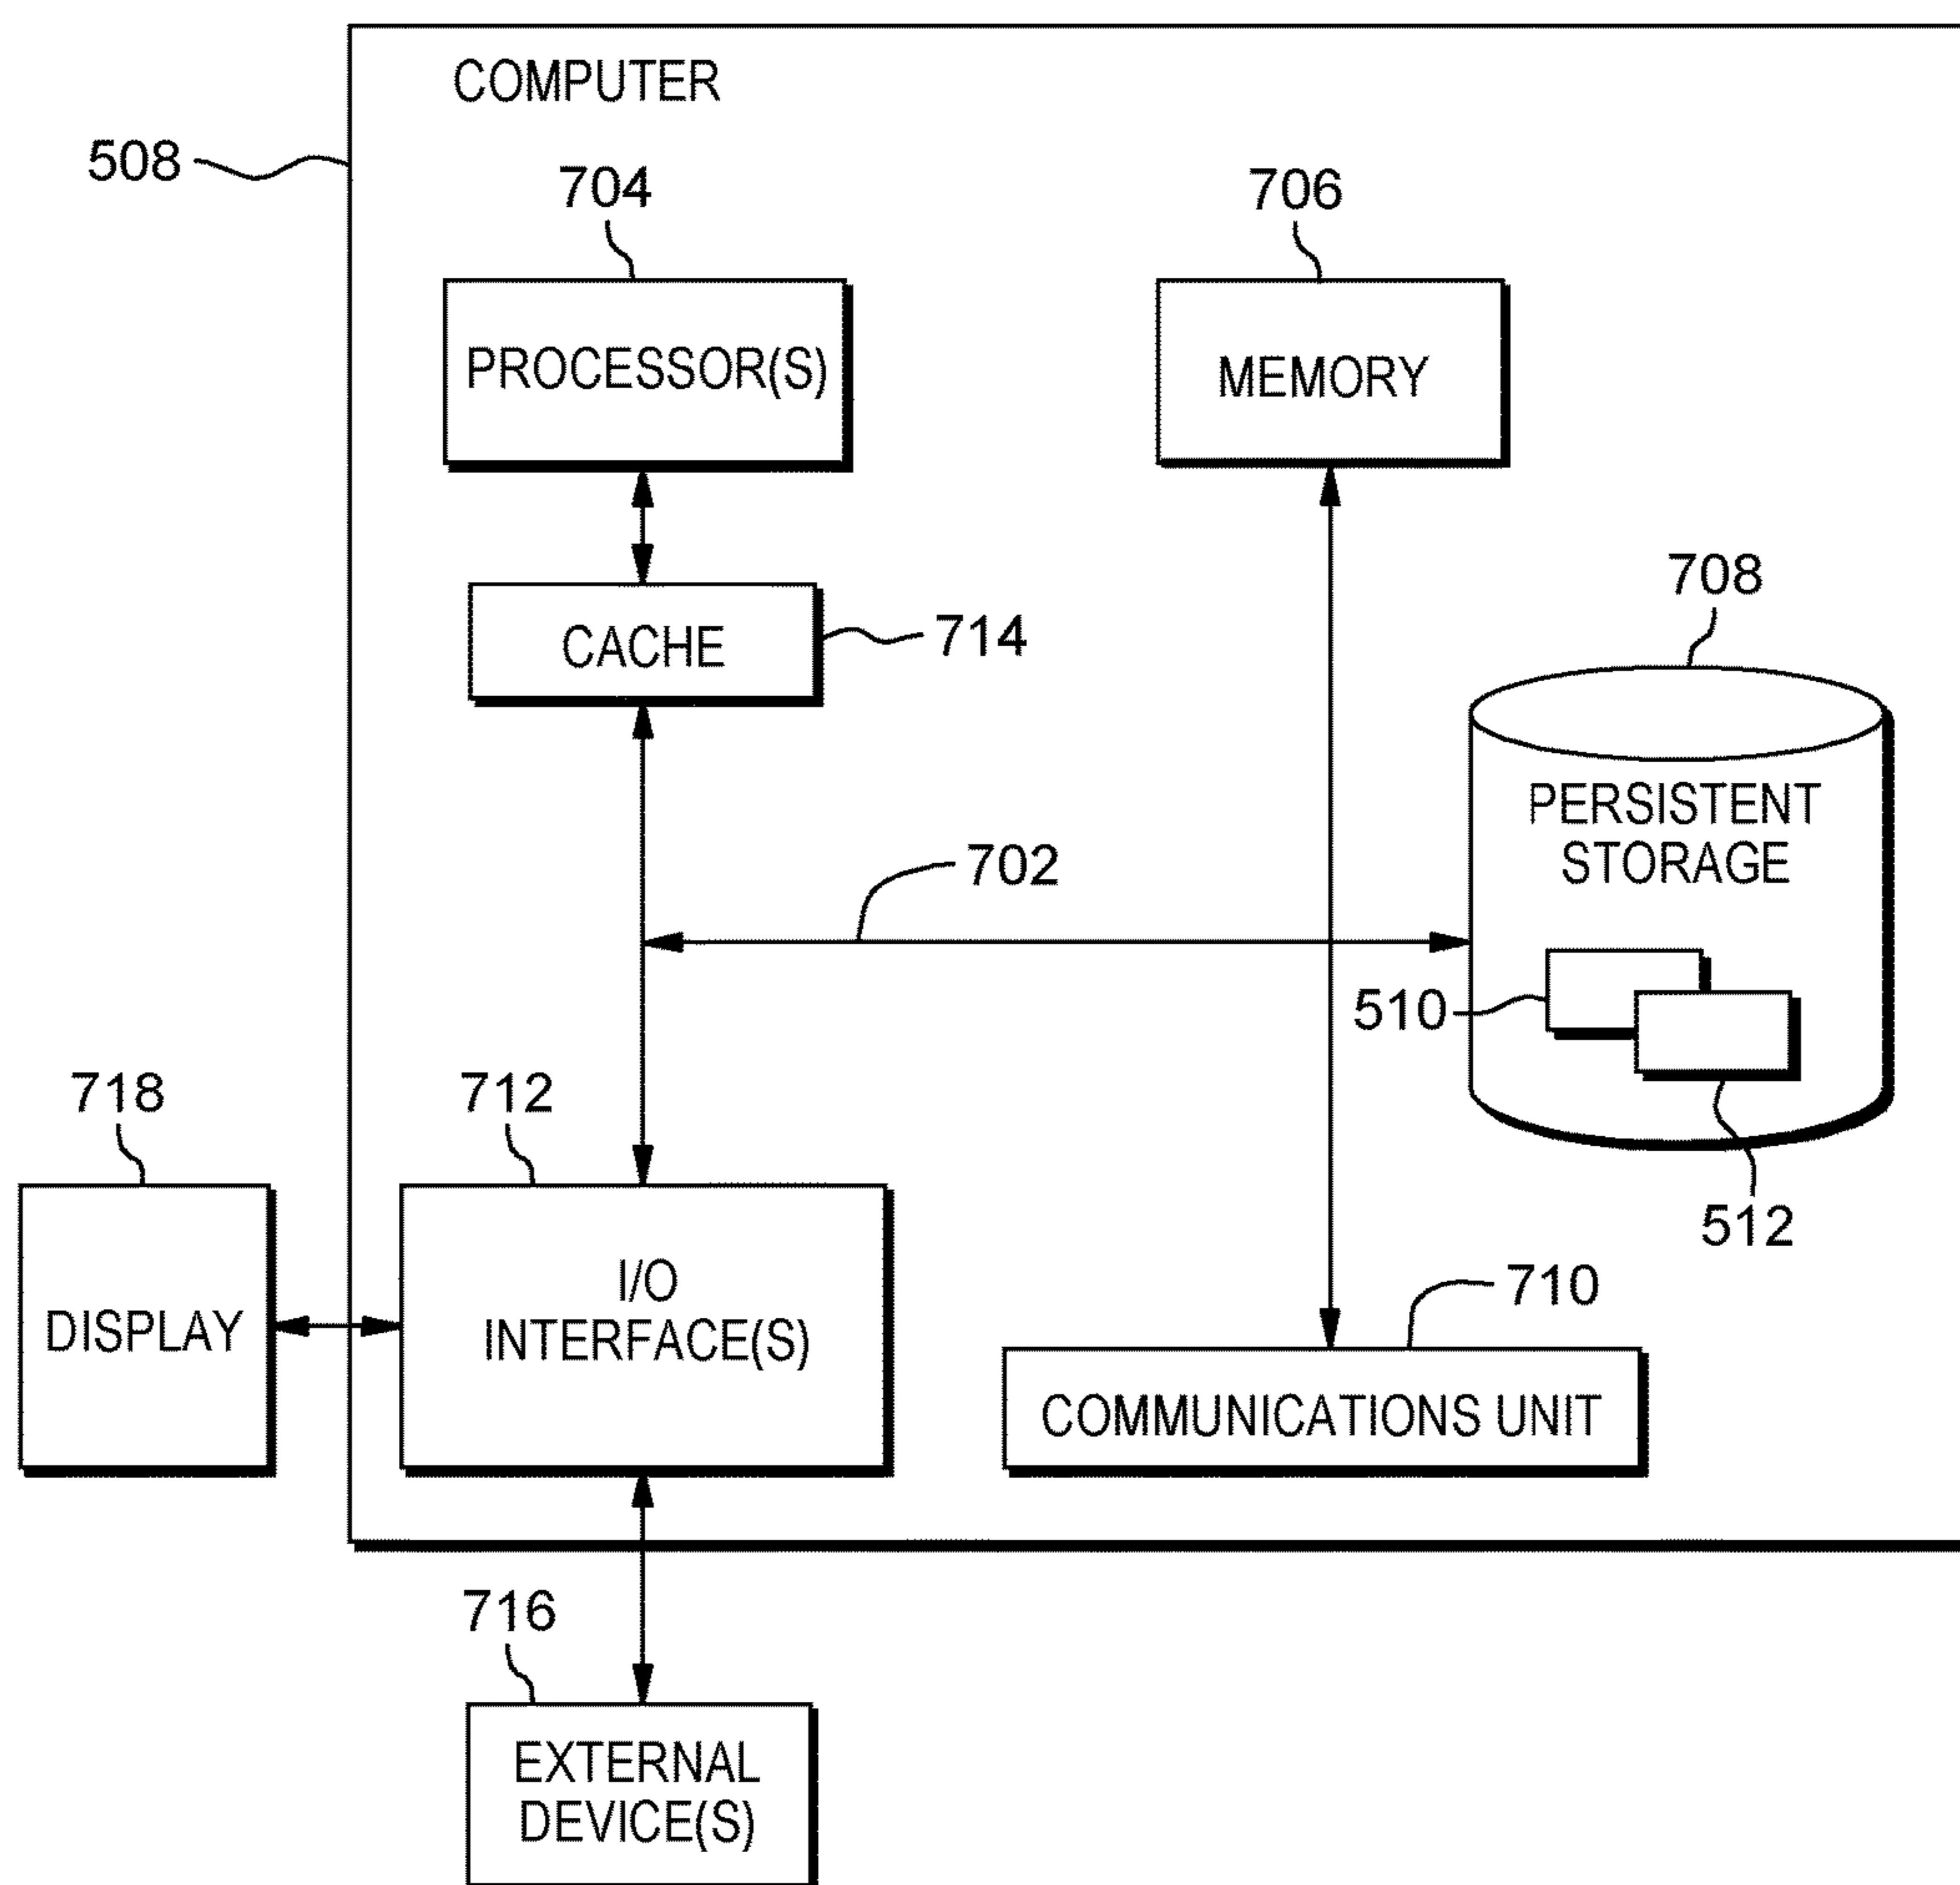 COMPUTER
508
704
706
PROCESSOR(S)
MEMORY
708
CACHE
714
PERSISTENT
STORAGE
702
510
512
718
712
I/O
INTERFACE(S)
DISPLAY
710
COMMUNICATIONS UNIT
716
EXTERNAL
DEVICE(S)